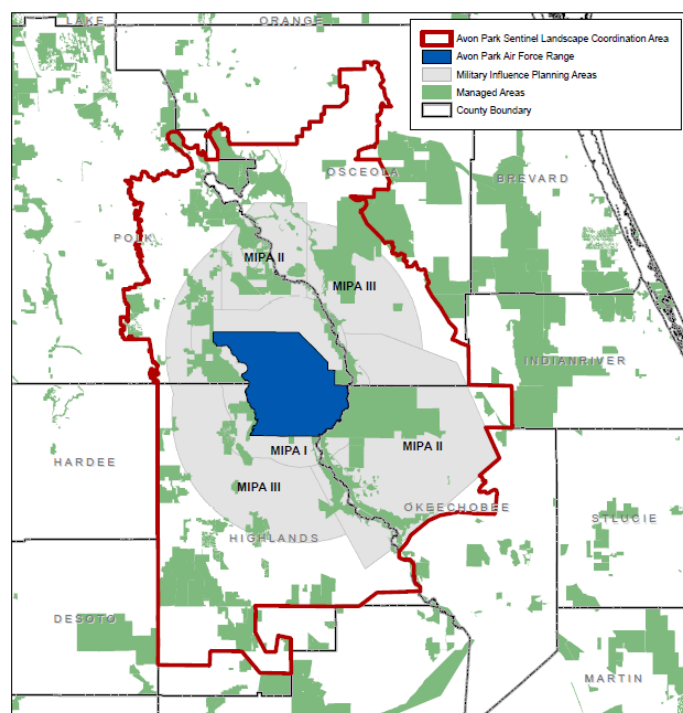 LAKE
ORANGE
Avon Park Sentinel Landscape Coordination Area
Avon Park Air Force Range
Military Influence Planning Areas
Managed Areas
County Boundary
OSCEOLA
BREVARD
POLK
MIPA II
MIPA III
INDIANRIVER
MIPA I
MIPA II
HARDEE
MIPA III
OKEECHOBEE
STLUCIE
HIGHLANDS
DESOTO
MARTIN